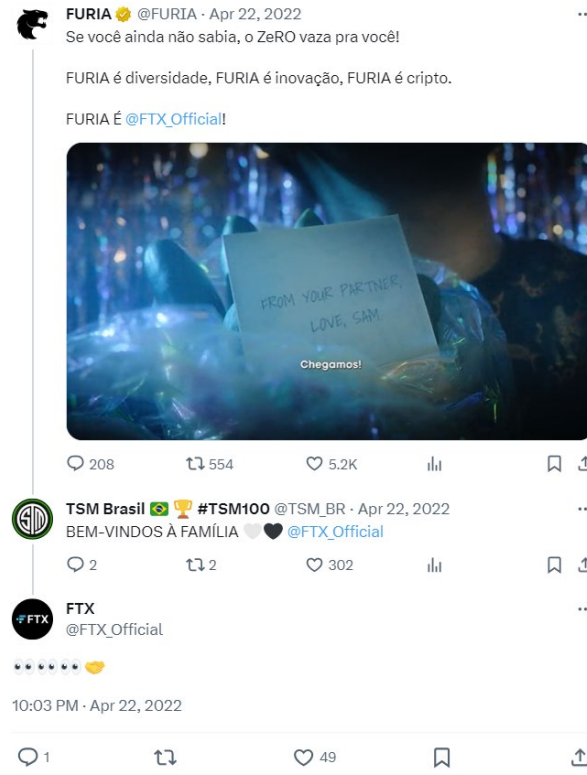 FURIA @FURIA · Apr 22, 2022
Se você ainda não sabia, o ZeRO vaza pra você!
FURIA é diversidade, FURIA é inovação, FURIA é cripto.
FURIA É @FTX_Official!
FROM YOUR PARTNER,
LOVE, SAM
Chegamos!
208 554 5.2K
TSM Brasil 🇧🇷 🏆 #TSM100 @TSM_BR · Apr 22, 2022
BEM-VINDOS À FAMÍLIA 🤍🖤 @FTX_Official
2 2 302
FTX
FTX
@FTX_Official
👀👀👀🤝
10:03 PM · Apr 22, 2022
1 49